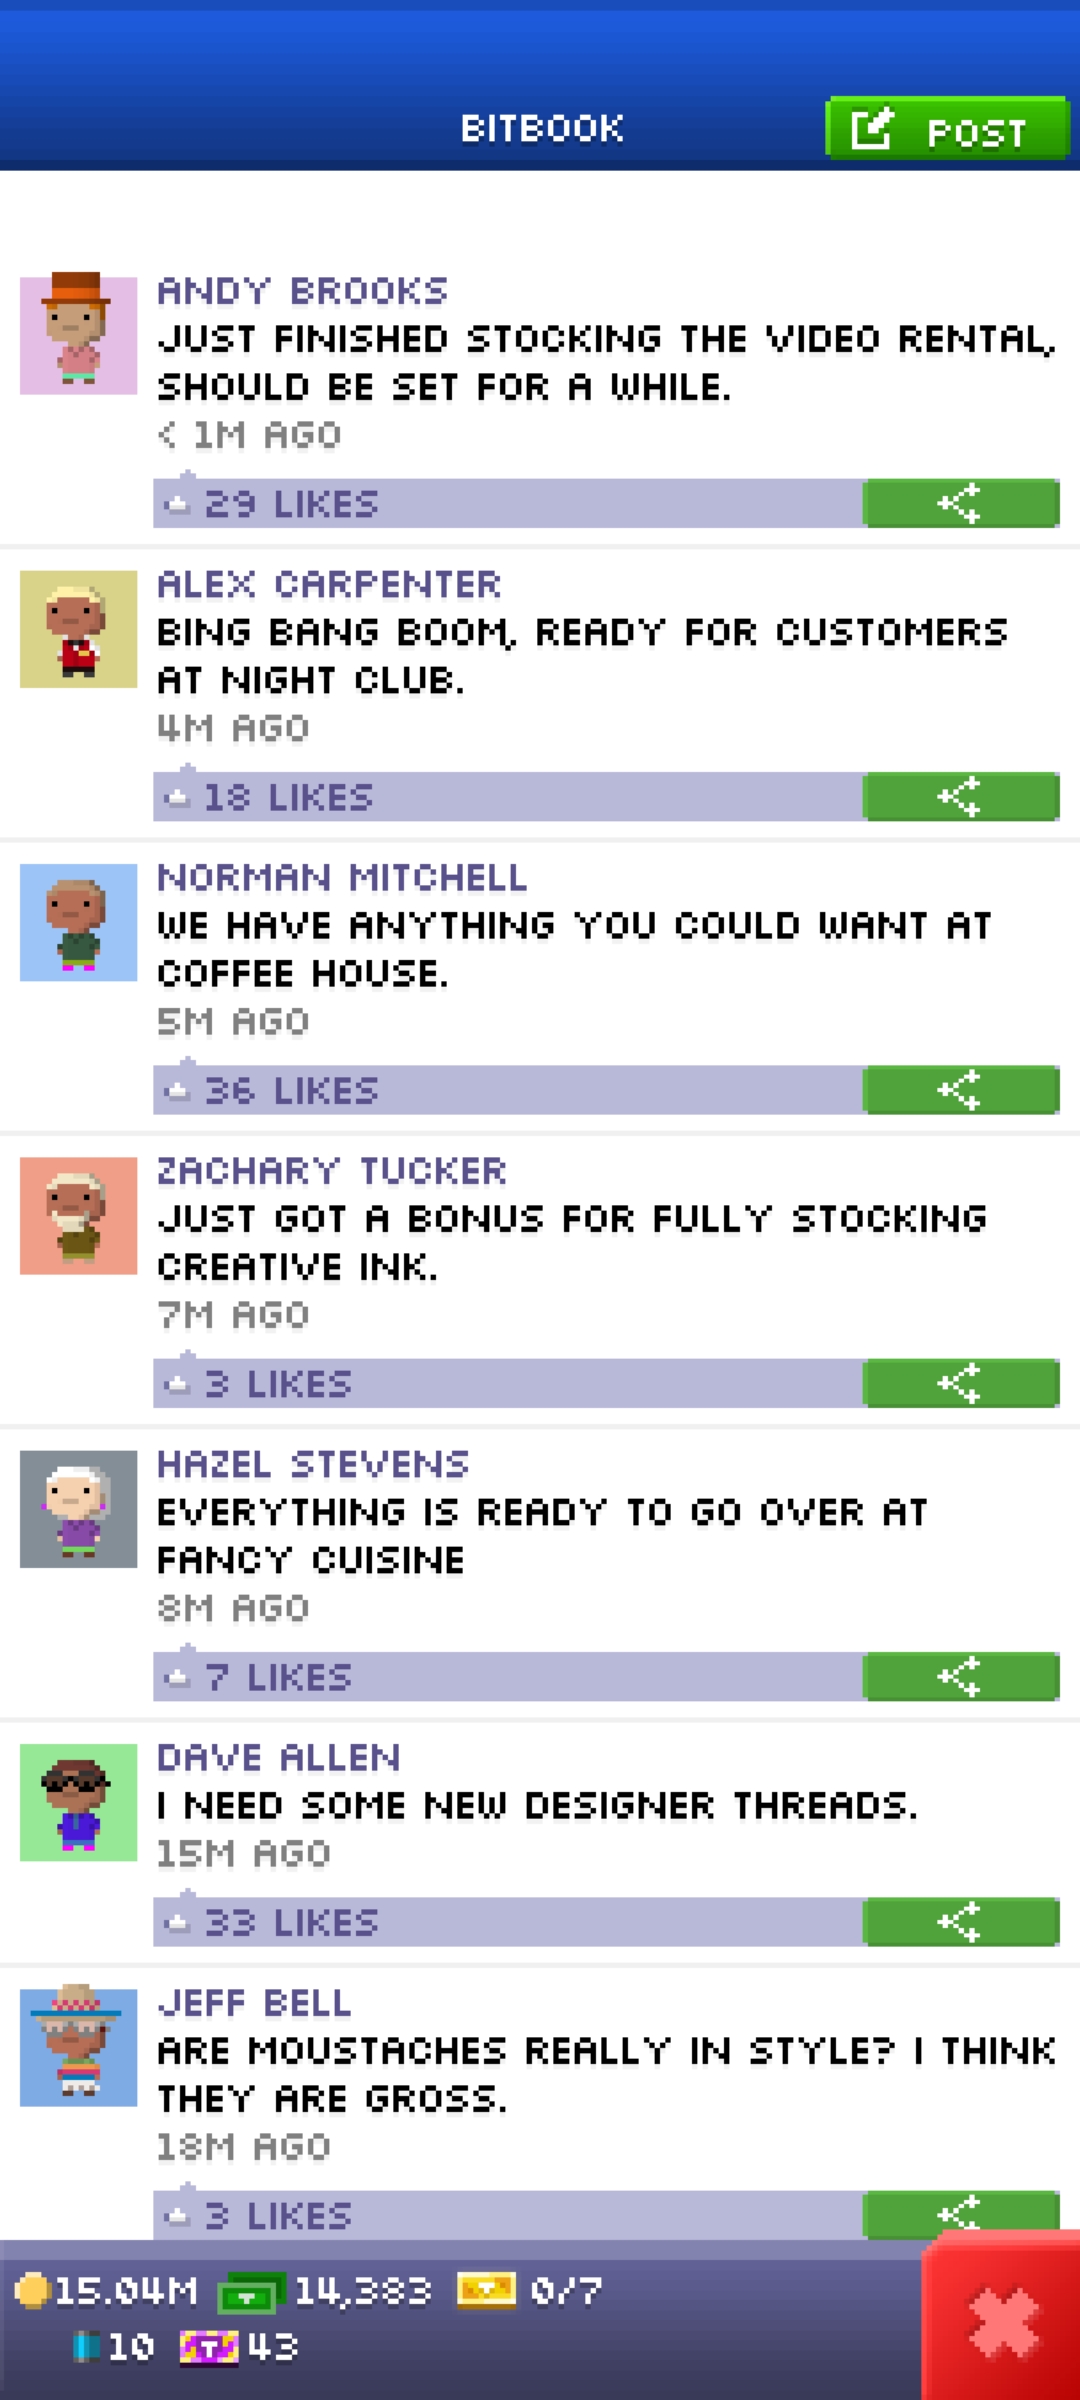 BITBOOK
POST
ANDY BROOKS
JUST FINISHED STOCKING THE VIDEO RENTAL,
SHOULD BE SET FOR A WHILE.
< 1M AGO
29 LIKES
ALEX CARPENTER
BING BANG BOOM, READY FOR CUSTOMERS
AT NIGHT CLUB.
4M AGO
18 LIKES
NORMAN MITCHELL
WE HAVE ANYTHING YOU COULD WANT AT
COFFEE HOUSE.
5M AGO
36 LIKES
ZACHARY TUCKER
JUST GOT A BONUS FOR FULLY STOCKING
CREATIVE INK.
7M AGO
3 LIKES
HAZEL STEVENS
EVERYTHING IS READY TO GO OVER AT
FANCY CUISINE
8M AGO
7 LIKES
DAVE ALLEN
I NEED SOME NEW DESIGNER THREADS.
15M AGO
33 LIKES
JEFF BELL
ARE MOUSTACHES REALLY IN STYLE? I THINK
THEY ARE GROSS.
18M AGO
3 LIKES
15.04M 14,383 0/7
10 T 43